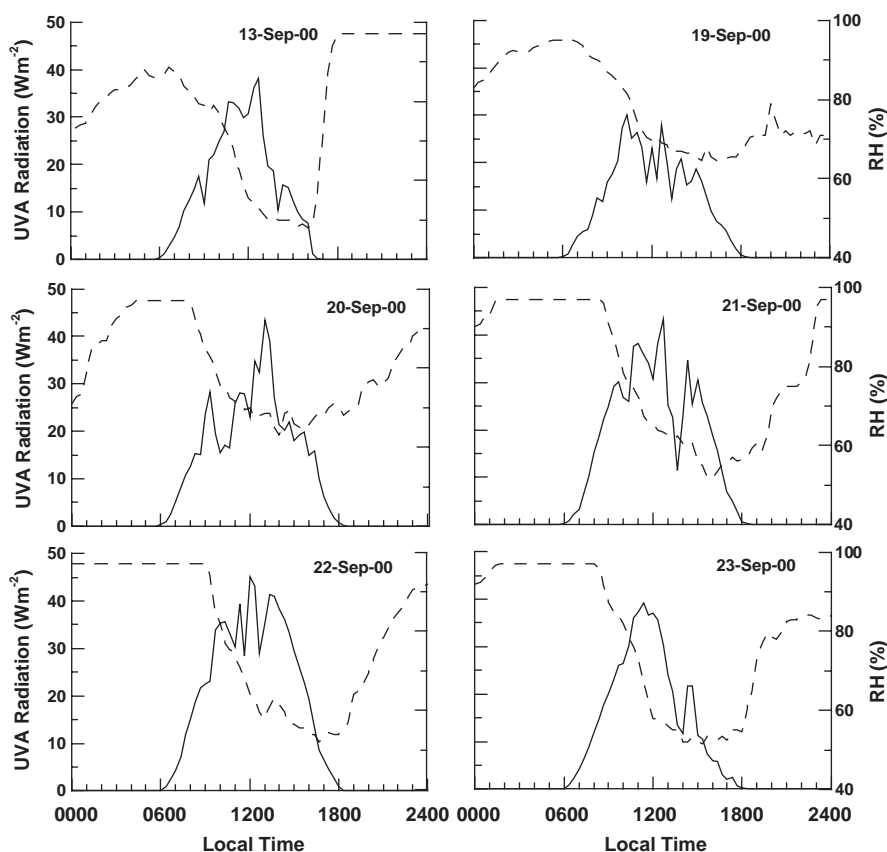 UVA Radiation (Wm-2)
50
40
30
20
10
0
13-Sep-00
19-Sep-00
100
80
60
40
RH (%)
UVA Radiation (Wm-2)
50
40
30
20
10
0
20-Sep-00
21-Sep-00
100
80
60
40
RH (%)
UVA Radiation (Wm-2)
50
40
30
20
10
0
22-Sep-00
23-Sep-00
100
80
60
40
RH (%)
0000 0600 1200 1800 2400
0000 0600 1200 1800 2400
Local Time
Local Time